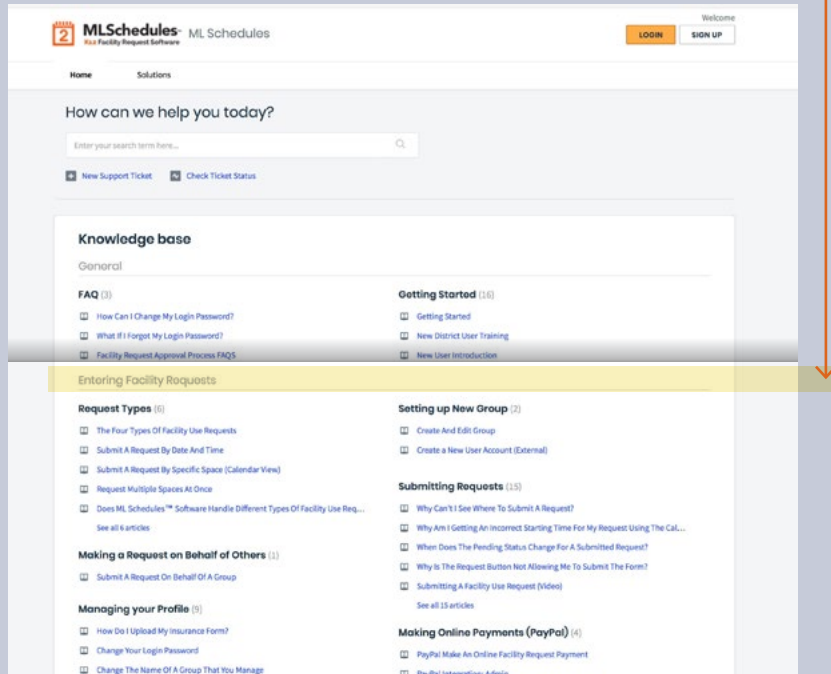 Welcome
2 MLSchedules™ ML Schedules
K12 Facility Request Software
LOGIN SIGN UP
Home Solutions
How can we help you today?
Enter your search term here...
New Support Ticket Check Ticket Status
Knowledge base
General
FAQ (3)
How Can I Change My Login Password?
What If I Forgot My Login Password?
Facility Request Approval Process FAQS
Getting Started (16)
Getting Started
New District User Training
New User Introduction
Entering Facility Requests
Request Types (6)
The Four Types Of Facility Use Requests
Submit A Request By Date And Time
Submit A Request By Specific Space (Calendar View)
Request Multiple Spaces At Once
Does ML Schedules™ Software Handle Different Types Of Facility Use Req...
See all 6 articles
Making a Request on Behalf of Others (1)
Submit A Request On Behalf Of A Group
Managing your Profile (9)
How Do I Upload My Insurance Form?
Change Your Login Password
Change The Name Of A Group That You Manage
Setting up New Group (2)
Create And Edit Group
Create a New User Account (External)
Submitting Requests (15)
Why Can't I See Where To Submit A Request?
Why Am I Getting An Incorrect Starting Time For My Request Using The Cal...
When Does The Pending Status Change For A Submitted Request?
Why Is The Request Button Not Allowing Me To Submit The Form?
Submitting A Facility Use Request (Video)
See all 15 articles
Making Online Payments (PayPal) (4)
PayPal Make An Online Facility Request Payment
PayPal Integration: Admin